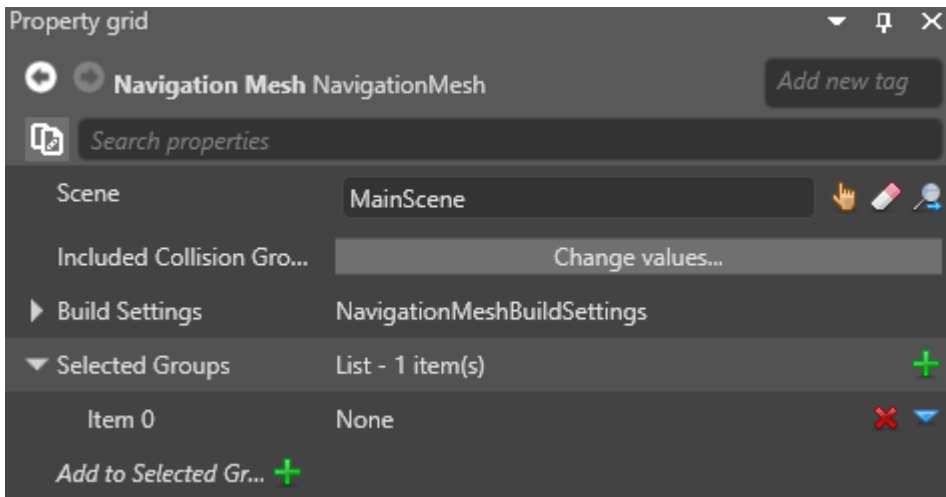 Property grid
Navigation Mesh NavigationMesh
Add new tag
Search properties
Scene MainScene
Included Collision Gro... Change values...
Build Settings NavigationMeshBuildSettings
Selected Groups List - 1 item(s)
Item 0 None
Add to Selected Gr...